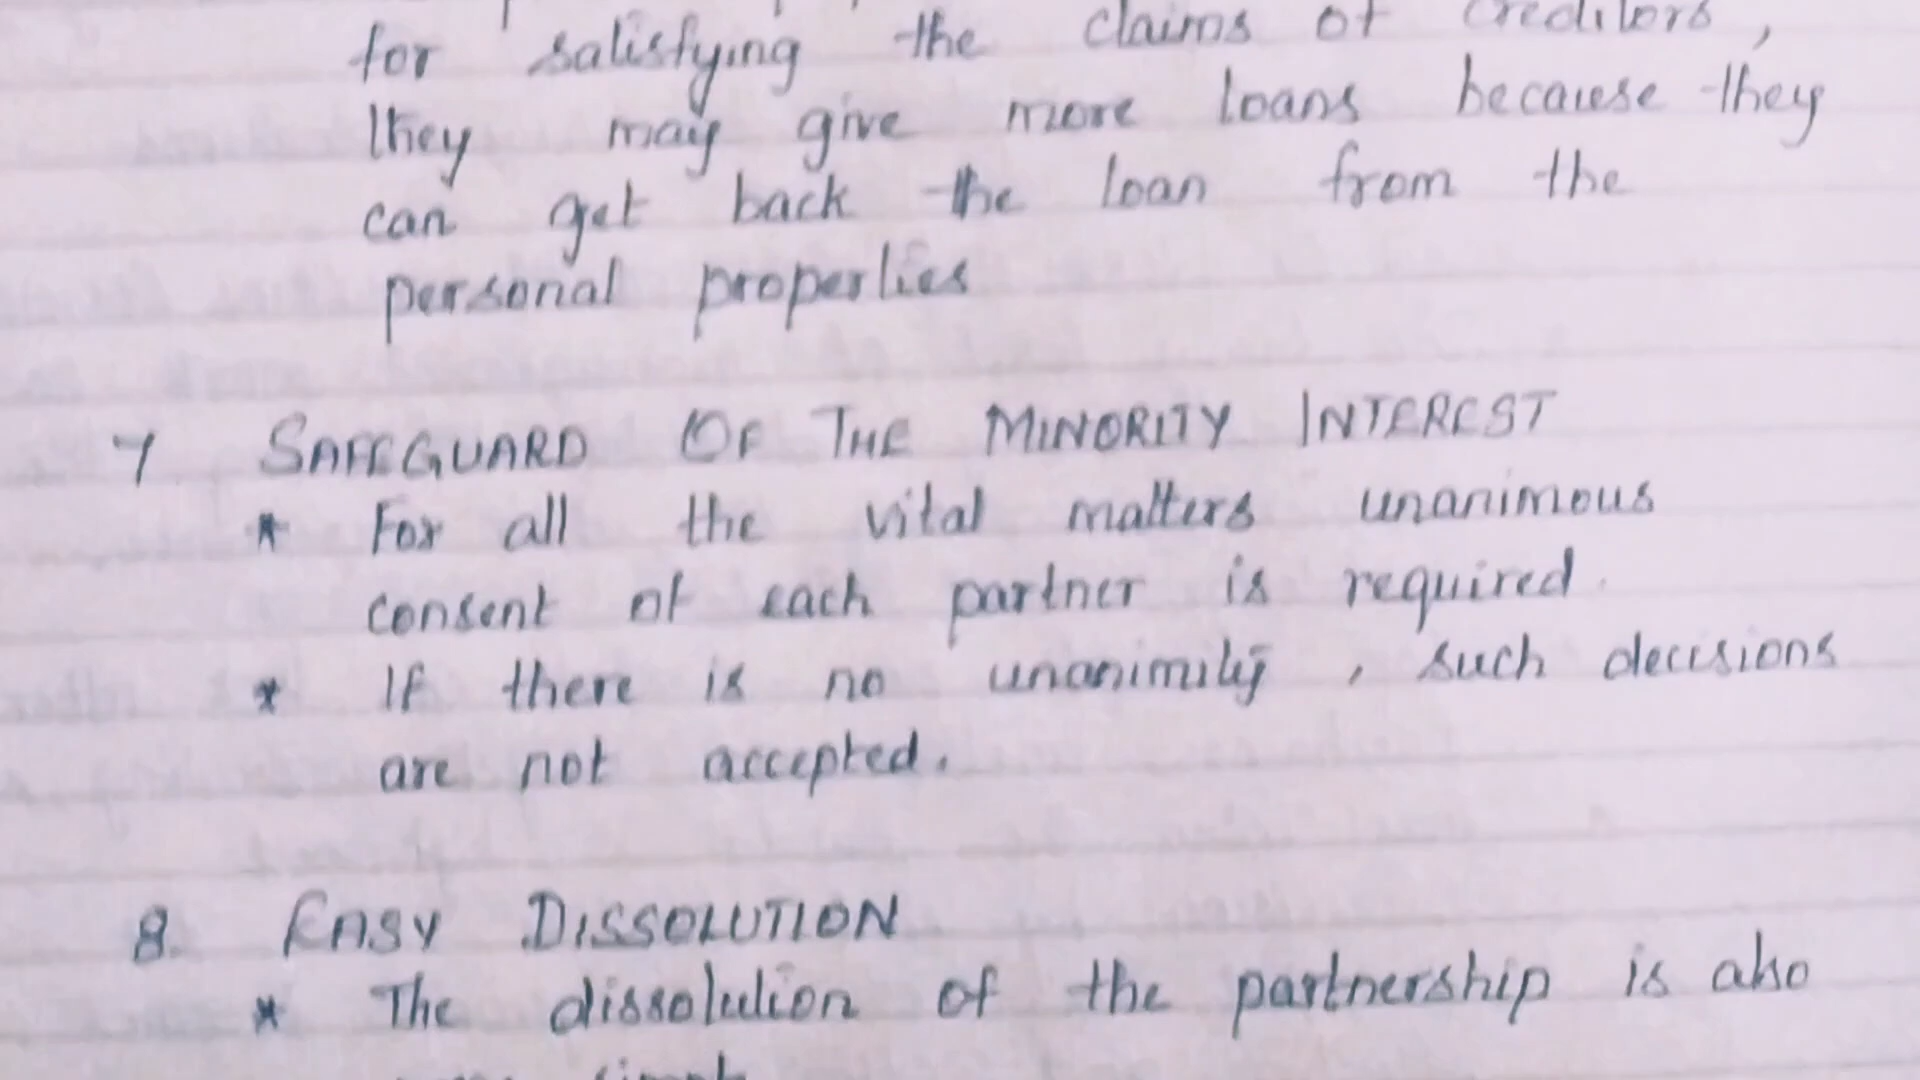 for satisfying the claims of creditors,
they may give more loans because they
can get back the loan from the
personal properties
7 SAFEGUARD OF THE MINORITY INTEREST
* For all the vital matters unanimous
consent of each partner is required.
* If there is no unanimity, such decisions
are not accepted.
8. EASY DISSOLUTION
* The dissolution of the partnership is also